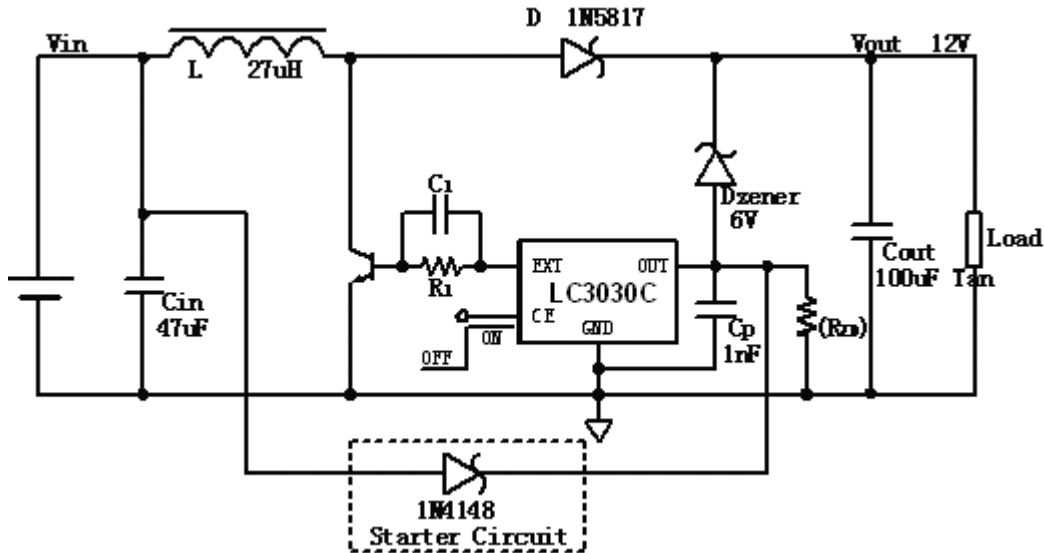 D 1N5817
Vin
Vout 12V
L 27uH
C1
Dzener
6V
Cout
100uF Tan
Load
EXT OUT
LC3030C
R1
CE
GND
ON
OFF
Cin
47uF
Cp
1nF
(Rzo)
1N4148
Starter Circuit